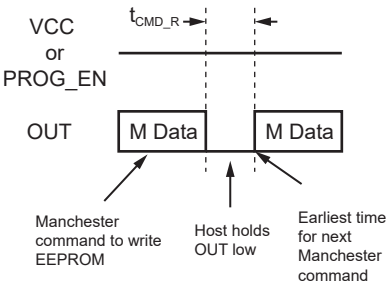 tCMD_R
VCC
or
PROG_EN
OUT
M Data
M Data
Manchester
command to write
EEPROM
Host holds
OUT low
Earliest time
for next
Manchester
command